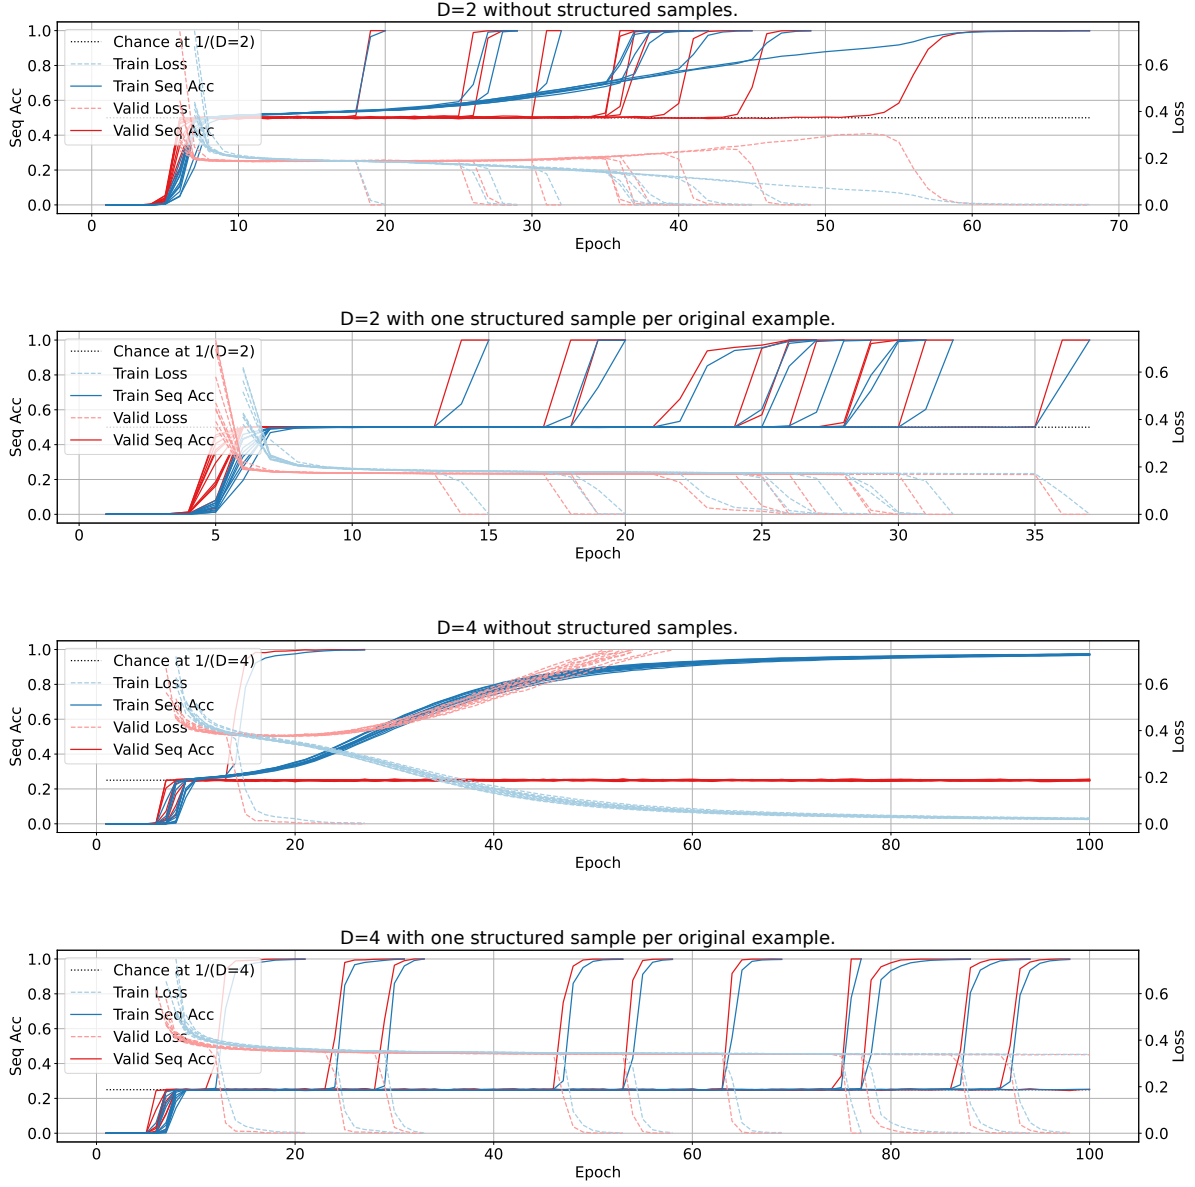 D=2 without structured samples.
1.0
0.8
0.6
0.4
0.2
0.0
Seq Acc
Chance at 1/(D=2)
Train Loss
Train Seq Acc
Valid Loss
Valid Seq Acc
0.6
0.4
0.2
0.0
Loss
0 10 20 30 40 50 60 70
Epoch
D=2 with one structured sample per original example.
1.0
0.8
0.6
0.4
0.2
0.0
Seq Acc
Chance at 1/(D=2)
Train Loss
Train Seq Acc
Valid Loss
Valid Seq Acc
0.6
0.4
0.2
0.0
Loss
0 5 10 15 20 25 30 35
Epoch
D=4 without structured samples.
1.0
0.8
0.6
0.4
0.2
0.0
Seq Acc
Chance at 1/(D=4)
Train Loss
Train Seq Acc
Valid Loss
Valid Seq Acc
0.6
0.4
0.2
0.0
Loss
0 20 40 60 80 100
Epoch
D=4 with one structured sample per original example.
1.0
0.8
0.6
0.4
0.2
0.0
Seq Acc
Chance at 1/(D=4)
Train Loss
Train Seq Acc
Valid Loss
Valid Seq Acc
0.6
0.4
0.2
0.0
Loss
0 20 40 60 80 100
Epoch